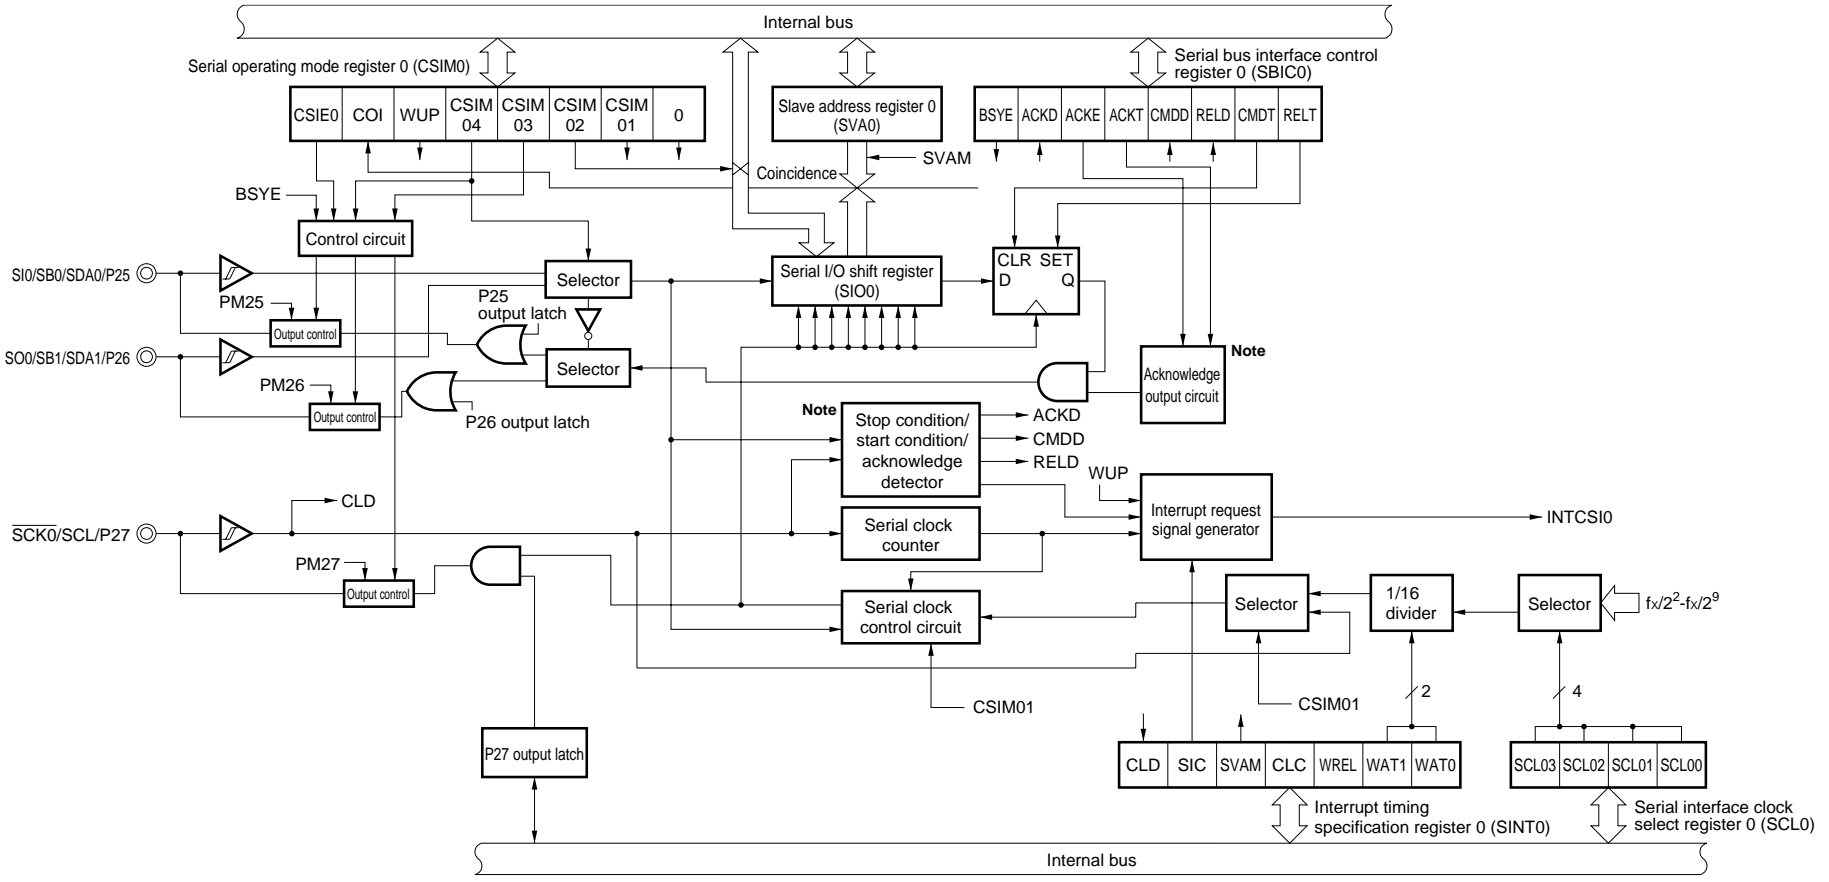 Internal bus
Serial operating mode register 0 (CSIM0)
Serial bus interface control
register 0 (SBIC0)
CSIE0 COI WUP CSIM 04 CSIM 03 CSIM 02 CSIM 01 0
Slave address register 0
(SVA0)
BSYE ACKD ACKE ACKT CMDD RELD CMDT RELT
SVAM
Coincidence
BSYE
Control circuit
SI0/SB0/SDA0/P25
Selector
Serial I/O shift register
(SIO0)
CLR SET
D Q
PM25
P25
output latch
Output control
SO0/SB1/SDA1/P26
Selector
Note
Acknowledge
output circuit
PM26
Output control
P26 output latch
Note
Stop condition/
start condition/
acknowledge
detector
ACKD
CMDD
RELD
WUP
CLD
Interrupt request
signal generator
INTCSI0
SCK0/SCL/P27
Serial clock
counter
PM27
Output control
Serial clock
control circuit
Selector
1/16
divider
Selector
fx/2²-fx/2⁹
2
4
CSIM01
CSIM01
P27 output latch
CLD SIC SVAM CLC WREL WAT1 WAT0
SCL03 SCL02 SCL01 SCL00
Interrupt timing
specification register 0 (SINT0)
Serial interface clock
select register 0 (SCL0)
Internal bus